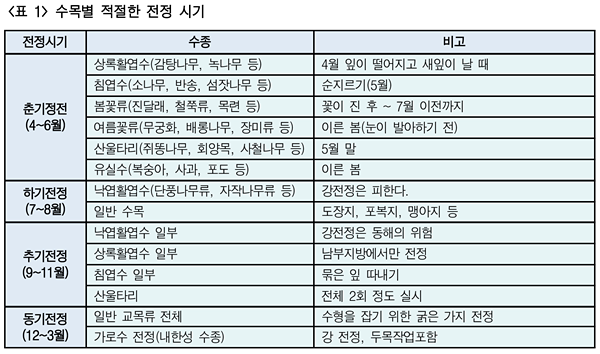 <표 1> 수목별 적절한 전정 시기
전정시기 수종 비고
춘기정전 (4~6월)
상록활엽수(감탕나무, 녹나무 등) 4월 잎이 떨어지고 새잎이 날 때
침엽수(소나무, 반송, 섬잣나무 등) 순지르기(5월)
봄꽃류(진달래, 철쭉류, 목련 등) 꽃이 진 후 ~ 7월 이전까지
여름꽃류(무궁화, 배롱나무, 장미류 등) 이른 봄(눈이 발아하기 전)
산울타리(쥐똥나무, 회양목, 사철나무 등) 5월 말
유실수(복숭아, 사과, 포도 등) 이른 봄
하기전정 (7~8월)
낙엽활엽수(단풍나무류, 자작나무류 등) 강전정은 피한다.
일반 수목 도장지, 포복지, 맹아지 등
추기전정 (9~11월)
낙엽활엽수 일부 강전정은 동해의 위험
상록활엽수 일부 남부지방에서만 전정
침엽수 일부 묶은 잎 따내기
산울타리 전체 2회 정도 실시
동기전정 (12~3월)
일반 교목류 전체 수형을 잡기 위한 굵은 가지 전정
가로수 전정(내한성 수종) 강 전정, 두목작업포함